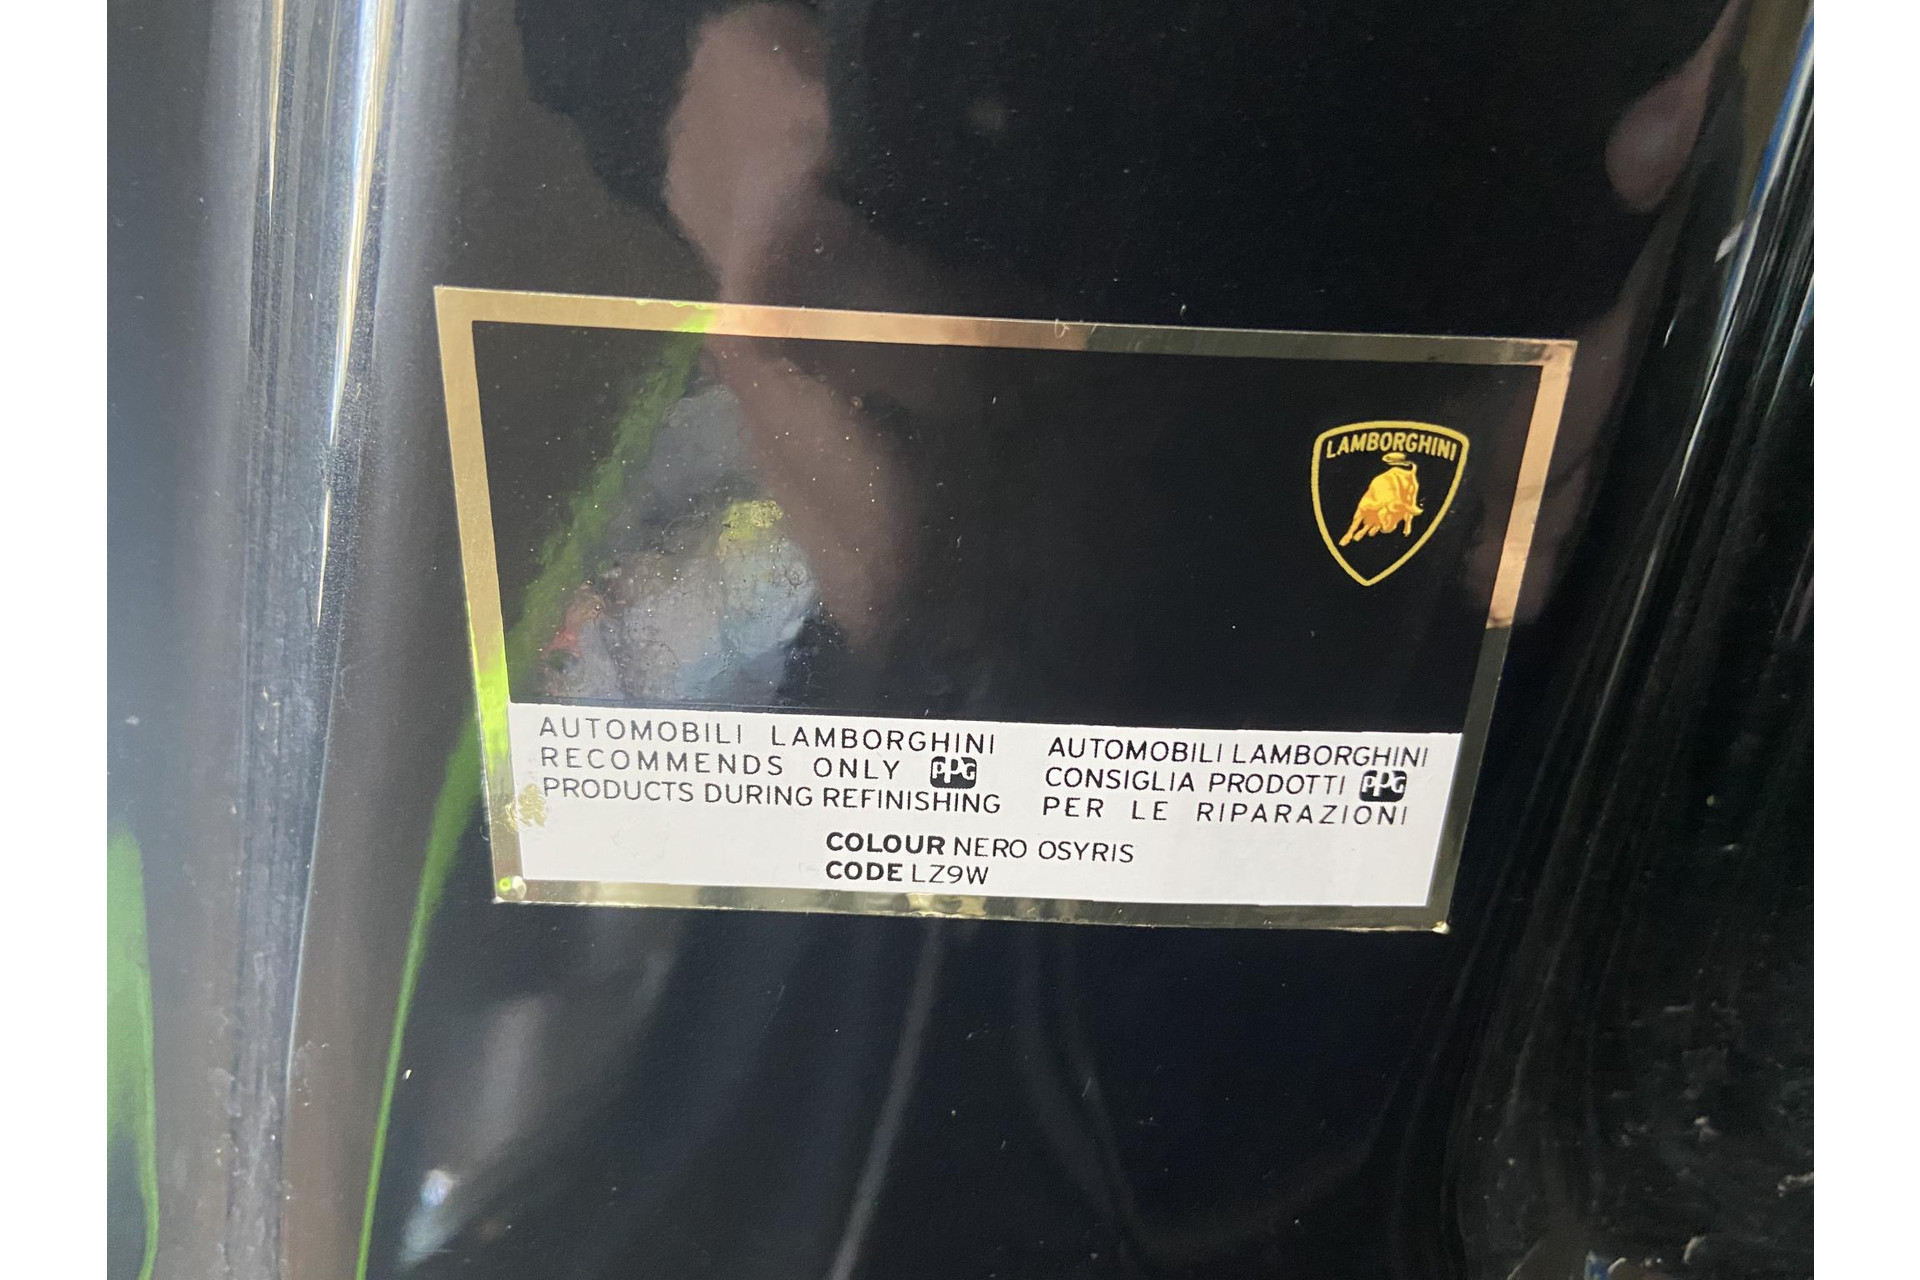 LAMBORGHINI
AUTOMOBILI LAMBORGHINI
RECOMMENDS ONLY PPG
PRODUCTS DURING REFINISHING
AUTOMOBILI LAMBORGHINI
CONSIGLIA PRODOTTI PPG
PER LE RIPARAZIONI
COLOUR NERO OSYRIS
CODE LZ9W